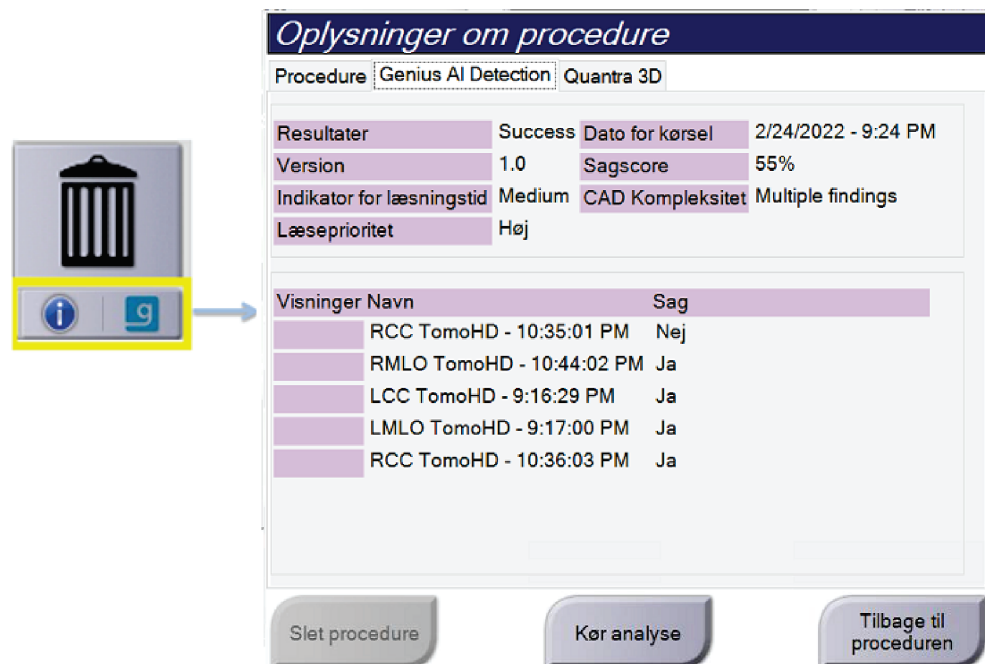 Oplysninger om procedure
Procedure Genius AI Detection Quantra 3D
Resultater Success Dato for kørsel 2/24/2022 - 9:24 PM
Version 1.0 Sagscore 55%
Indikator for læsningstid Medium CAD Kompleksitet Multiple findings
Læseprioritet Høj
Visninger Navn Sag
RCC TomoHD - 10:35:01 PM Nej
RMLO TomoHD - 10:44:02 PM Ja
LCC TomoHD - 9:16:29 PM Ja
LMLO TomoHD - 9:17:00 PM Ja
RCC TomoHD - 10:36:03 PM Ja
i g
Slet procedure Kør analyse Tilbage til
proceduren